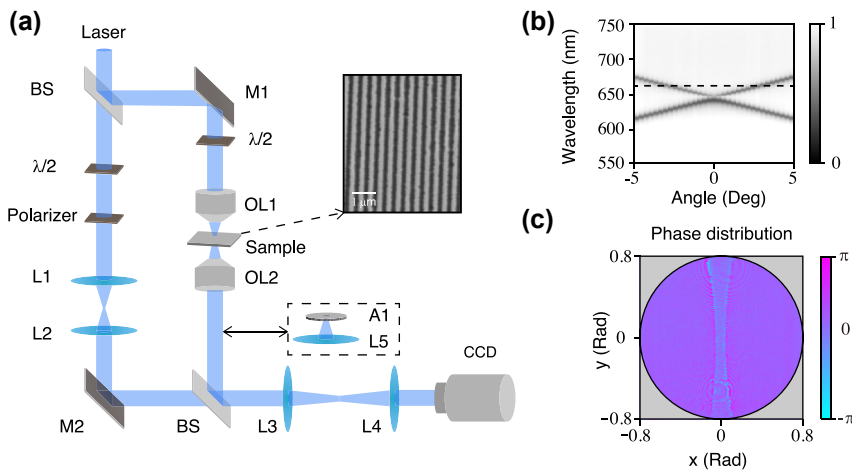 (a)
Laser
BS
M1
λ/2
λ/2
Polarizer
OL1
Sample
OL2
L1
L2
A1
L5
CCD
M2
BS
L3
L4
1 μm
(b)
Wavelength (nm)
750
700
650
600
550
-5
0
5
Angle (Deg)
1
0
(c)
Phase distribution
y (Rad)
0.8
0
-0.8
-0.8
0
0.8
x (Rad)
π
-π